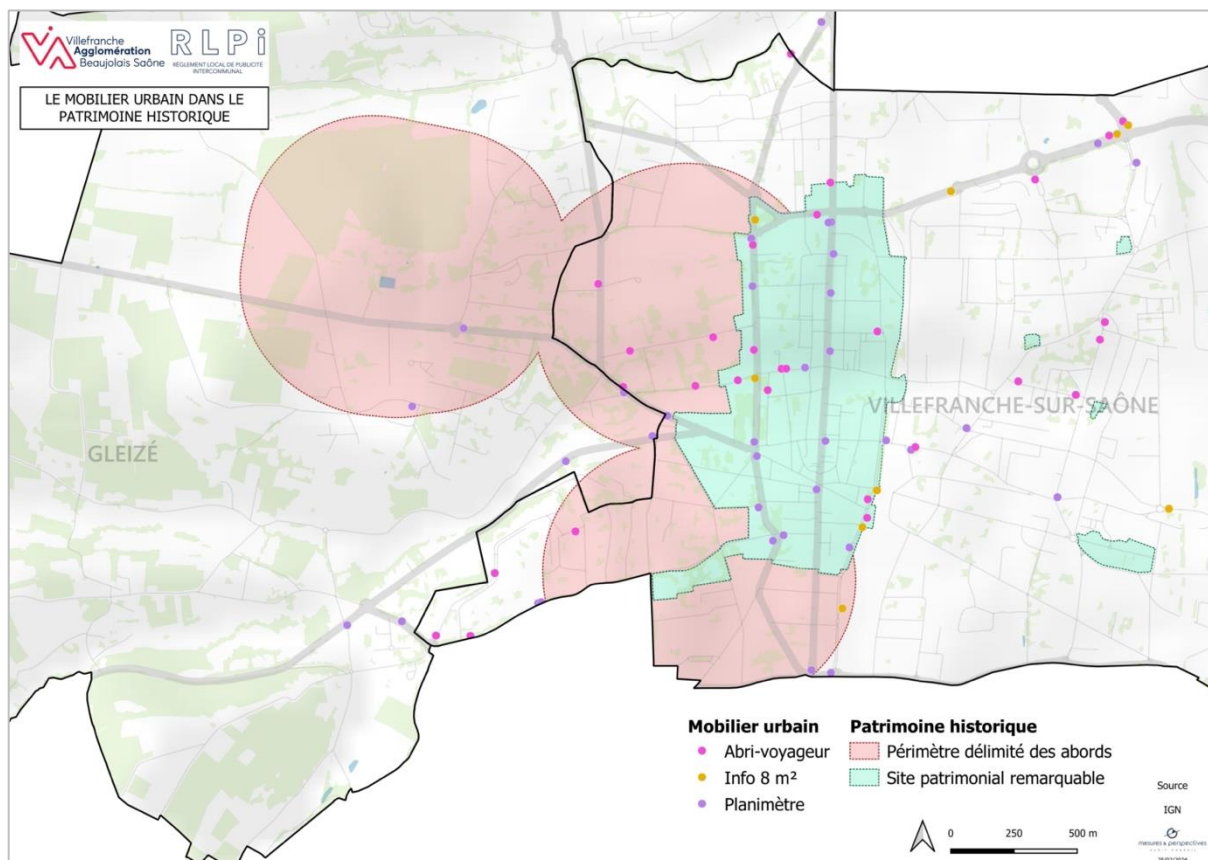 Villefranche
Agglomération
Beaujolais Saône
RLPi
RÈGLEMENT LOCAL DE PUBLICITÉ
INTERCOMMUNAL
LE MOBILIER URBAIN DANS LE
PATRIMOINE HISTORIQUE
VILLEFRANCHE-SUR-SAÔNE
GLEIZÉ
Mobilier urbain
Abri-voyageur
Info 8 m²
Planimètre
Patrimoine historique
Périmètre délimité des abords
Site patrimonial remarquable
0 250 500 m
Source
IGN
mesures & perspectives